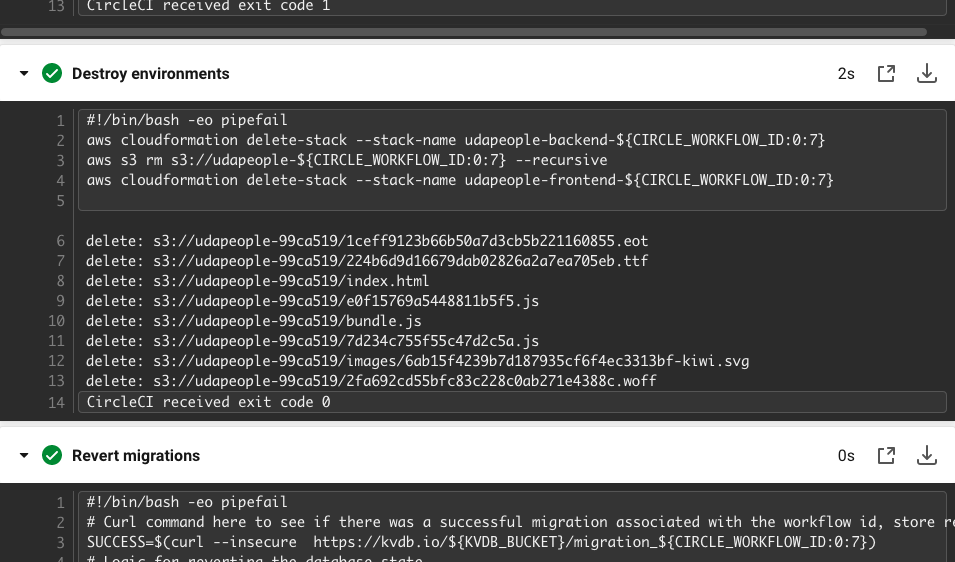 13 CircleCI received exit code 1
Destroy environments 2s
1 #!/bin/bash -eo pipefail
2 aws cloudformation delete-stack --stack-name udapeople-backend-${CIRCLE_WORKFLOW_ID:0:7}
3 aws s3 rm s3://udapeople-${CIRCLE_WORKFLOW_ID:0:7} --recursive
4 aws cloudformation delete-stack --stack-name udapeople-frontend-${CIRCLE_WORKFLOW_ID:0:7}
5
6 delete: s3://udapeople-99ca519/1ceff9123b66b50a7d3cb5b221160855.eot
7 delete: s3://udapeople-99ca519/224b6d9d16679dab02826a2a7ea705eb.ttf
8 delete: s3://udapeople-99ca519/index.html
9 delete: s3://udapeople-99ca519/e0f15769a5448811b5f5.js
10 delete: s3://udapeople-99ca519/bundle.js
11 delete: s3://udapeople-99ca519/7d234c755f55c47d2c5a.js
12 delete: s3://udapeople-99ca519/images/6ab15f4239b7d187935cf6f4ec3313bf-kiwi.svg
13 delete: s3://udapeople-99ca519/2fa692cd55bfc83c228c0ab271e4388c.woff
14 CircleCI received exit code 0
Revert migrations 0s
1 #!/bin/bash -eo pipefail
2 # Curl command here to see if there was a successful migration associated with the workflow id, store re
3 SUCCESS=$(curl --insecure  https://kvdb.io/${KVDB_BUCKET}/migration_${CIRCLE_WORKFLOW_ID:0:7})
4 # Logic for reverting the database state